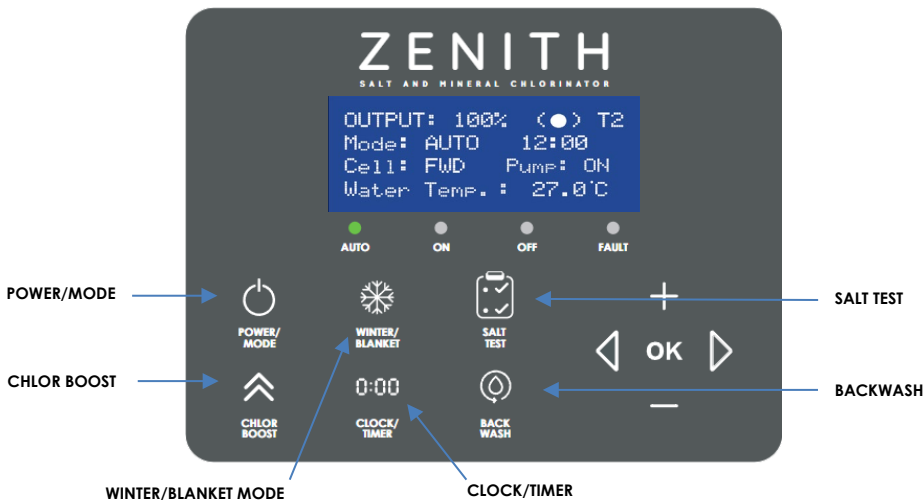 ZENITH
SALT AND MINERAL CHLORINATOR
OUTPUT: 100% (●) T2
Mode: AUTO 12:00
Cell: FWD Pump: ON
Water Temp.: 27.0°C
AUTO ON OFF FAULT
POWER/MODE
SALT TEST
POWER/
MODE
WINTER/
BLANKET
SALT
TEST
OK
CHLOR BOOST
BACKWASH
0:00
CHLOR
BOOST
CLOCK/
TIMER
BACK
WASH
WINTER/BLANKET MODE
CLOCK/TIMER